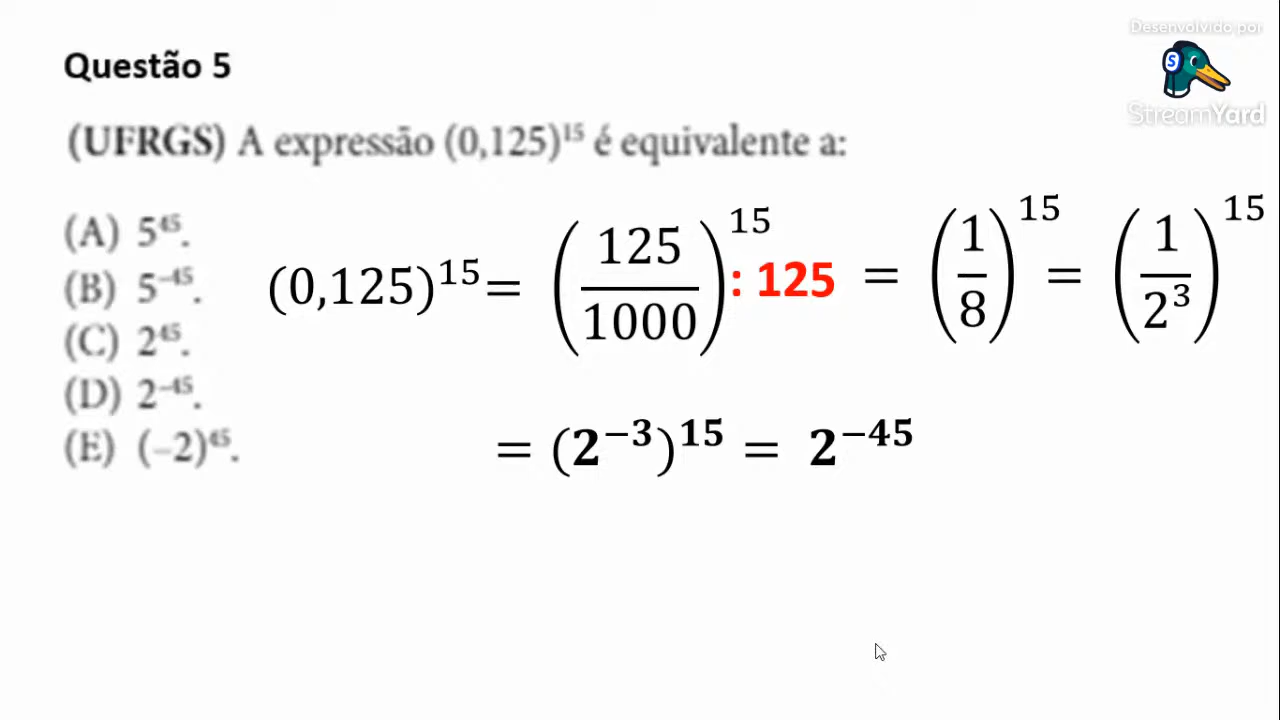 Desenvolvido por
StreamYard
Questão 5
(UFRGS) A expressão (0,125)¹⁵ é equivalente a:
(A) 5⁴⁵.
(B) 5⁻⁴⁵.
(C) 2⁴⁵.
(D) 2⁻⁴⁵.
(E) (–2)⁴⁵.
(0,125)¹⁵ = (125/1000)¹⁵ : 125 = (1/8)¹⁵ = (1/2³)¹⁵
= (2⁻³)¹⁵ = 2⁻⁴⁵